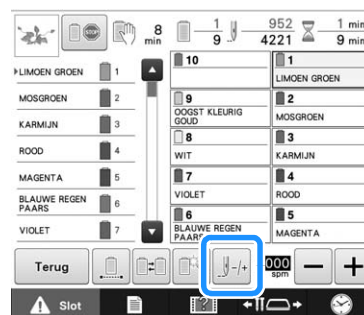 8 min
1 9
952 4221
1 min 9 min
LIMOEN GROEN 1
MOSGROEN 2
KARMIJN 3
ROOD 4
MAGENTA 5
BLAUWE REGEN PAARS 6
VIOLET 7
10
1 LIMOEN GROEN
9 OOGST KLEURIG GOUD
2 MOSGROEN
8 WIT
3 KARMIJN
7 VIOLET
4 ROOD
6 BLAUWE REGEN PAARS
5 MAGENTA
Terug
-/+
000 spm
− +
Slot